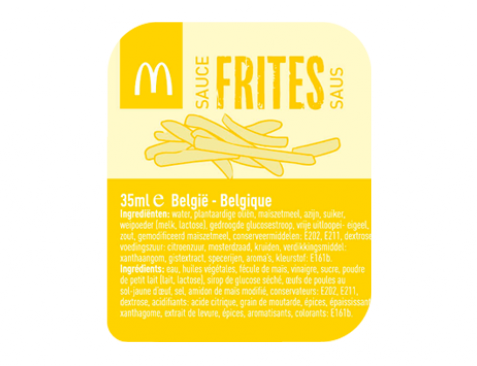 SAUCE
FRITES
SAUS
35ml e België - Belgique
Ingrediënten: water, plantaardige oliën, maïszetmeel, azijn, suiker,
weipoeder (melk, lactose), gedroogde glucosestroop, vrije uitloopei- eigeel,
zout, gemodificeerd maiszetmeel, conserveermiddelen: E202, E211, dextrose
voedingszuur: citroenzuur, mosterdzaad, kruiden, verdikkingsmiddel:
xanthaangom, gistextract, specerijen, aroma's, kleurstof: E161b.
Ingrédients: eau, huiles végétales, fécule de maïs, vinaigre, sucre, poudre
de petit lait (lait, lactose), sirop de glucose séché, œufs de poules au
sol-jaune d'œuf, sel, amidon de maïs modifié, conservateurs: E202, E211,
dextrose, acidifiants: acide citrique, grain de moutarde, épices, épaississant
xanthagome, extrait de levure, épices, aromatisants, colorants: E161b.